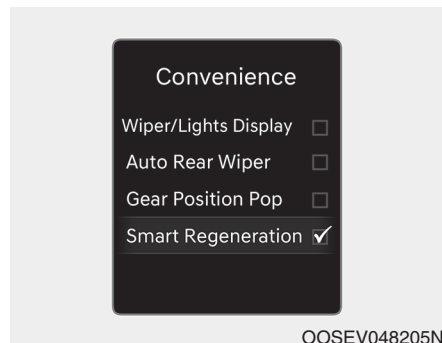 Convenience
Wiper/Lights Display
Auto Rear Wiper
Gear Position Pop
Smart Regeneration
OOSEV048205N